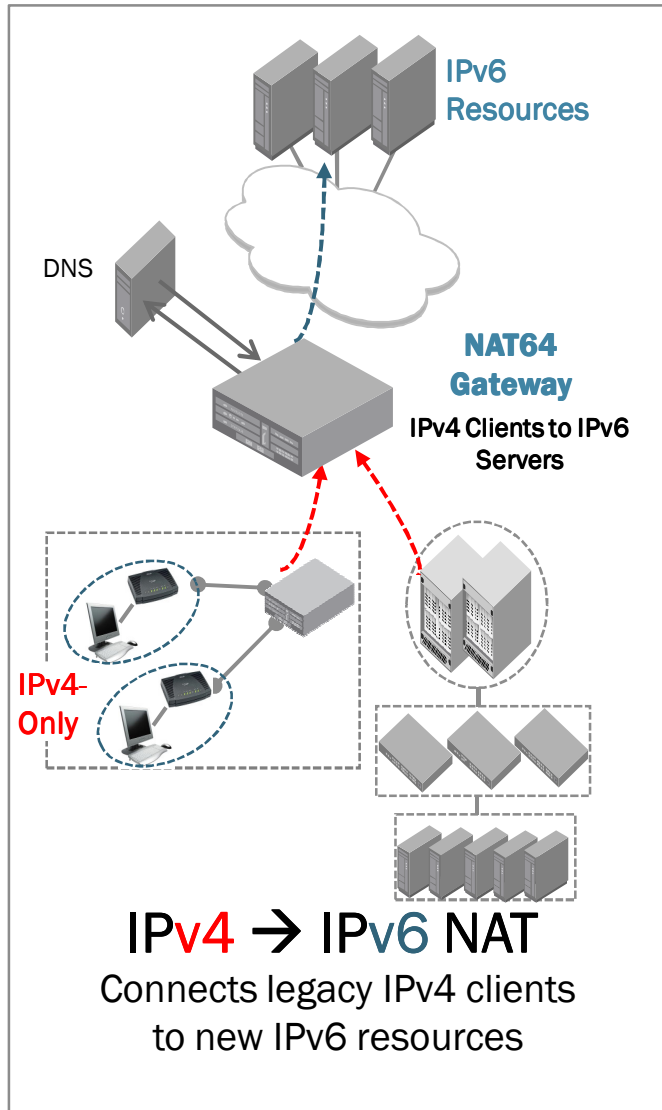 IPv6
Resources
DNS
NAT64
Gateway
IPv4 Clients to IPv6
Servers
IPv4-
Only
IPv4 → IPv6 NAT
Connects legacy IPv4 clients
to new IPv6 resources